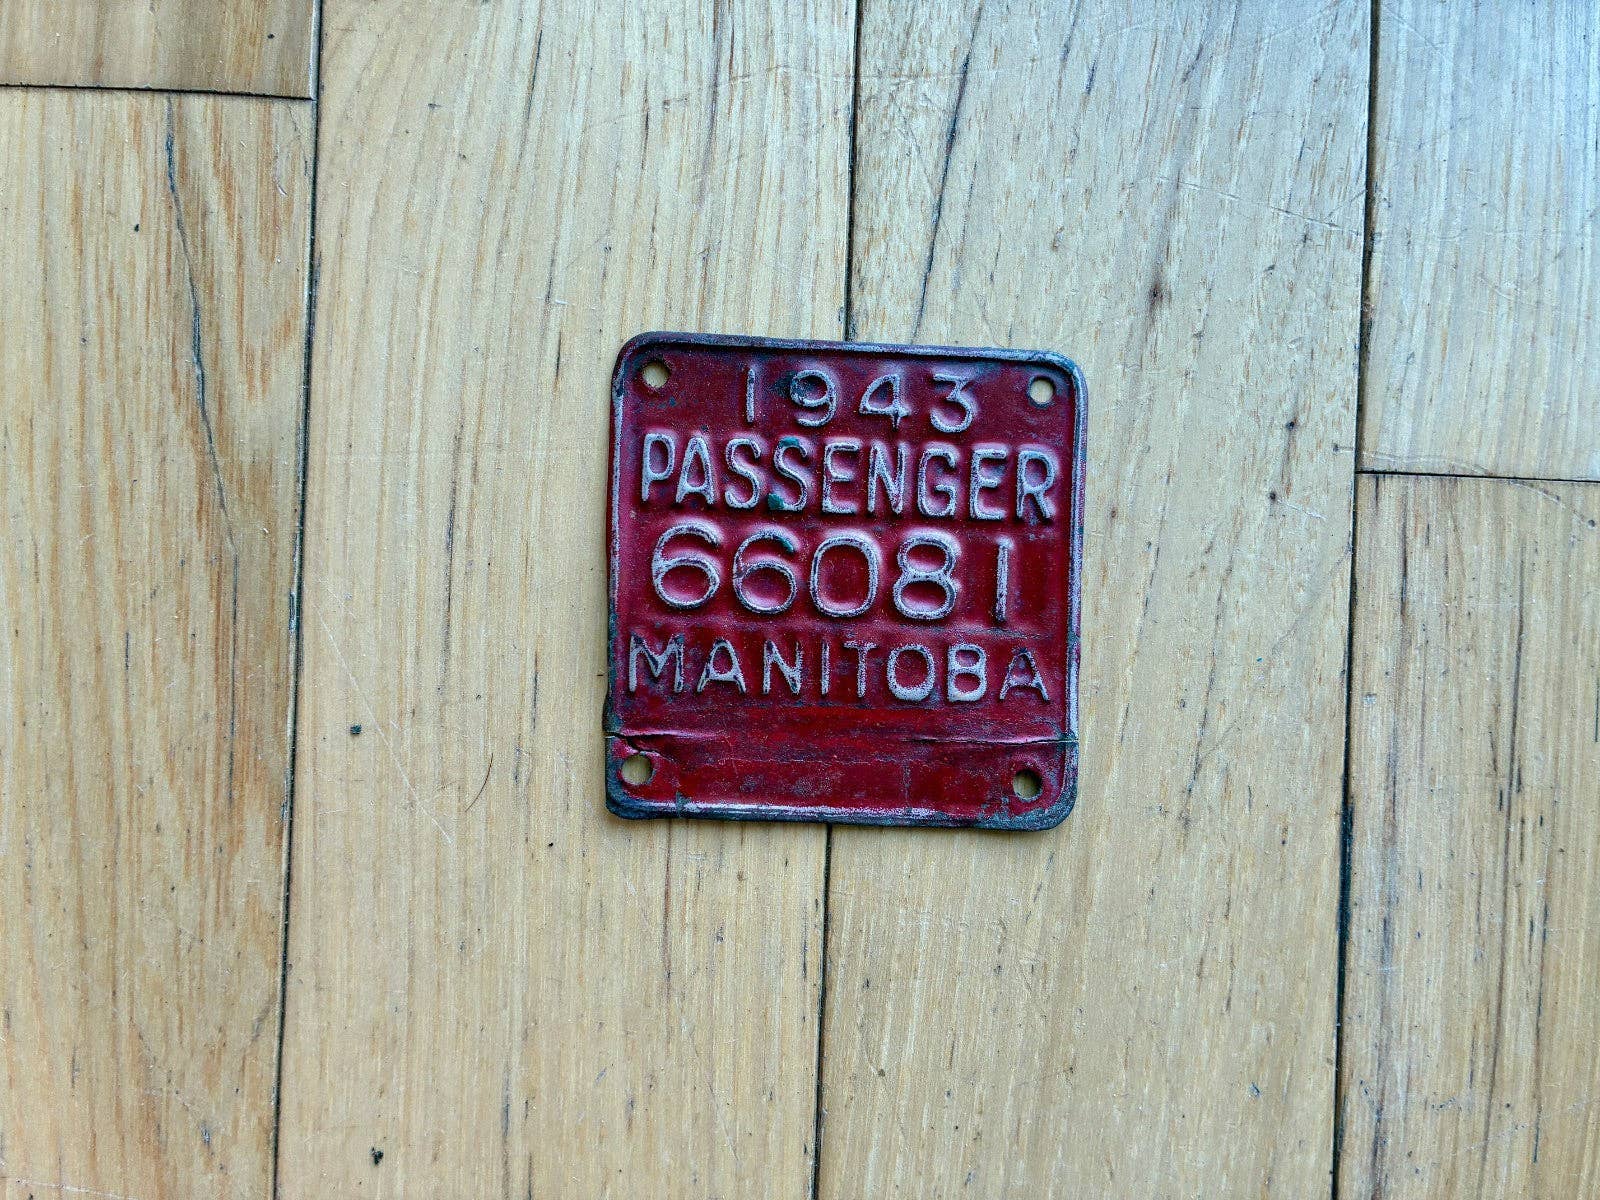 1943
PASSENGER
66081
MANITOBA